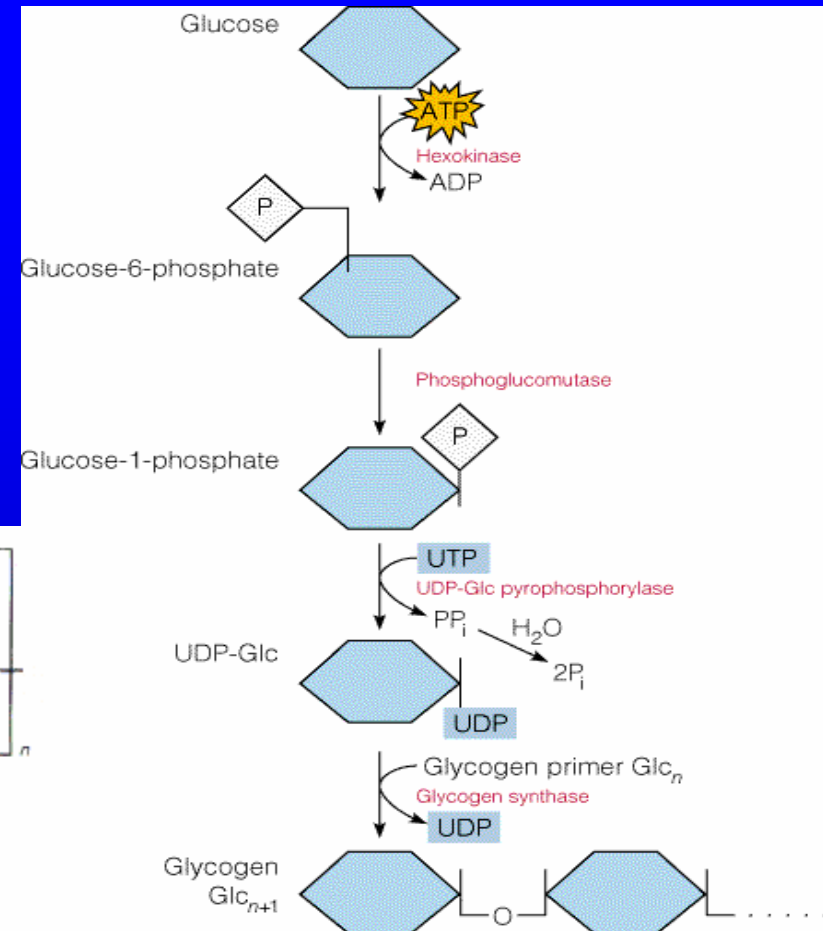 Glucose
ATP
Hexokinase
ADP
P
Glucose-6-phosphate
Phosphoglucomutase
P
Glucose-1-phosphate
UTP
UDP-Glc pyrophosphorylase
PPi
H2O
2Pi
UDP-Glc
UDP
n
Glycogen primer Glcn
Glycogen synthase
UDP
Glycogen
Glcn+1
O